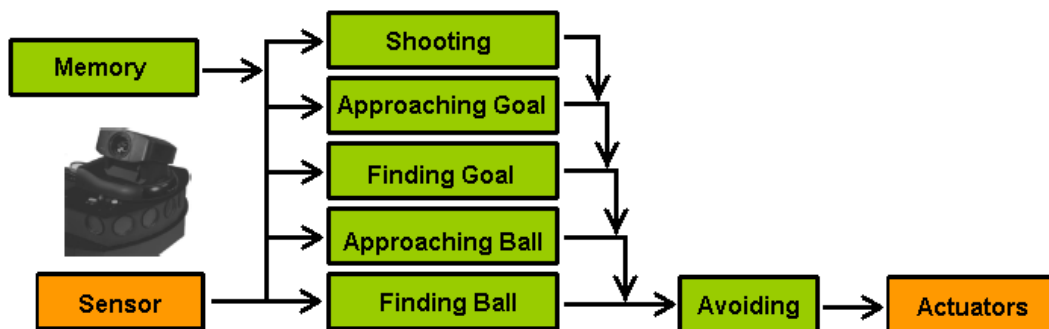 Shooting
Memory
Approaching Goal
Finding Goal
Approaching Ball
Sensor
Finding Ball
Avoiding
Actuators